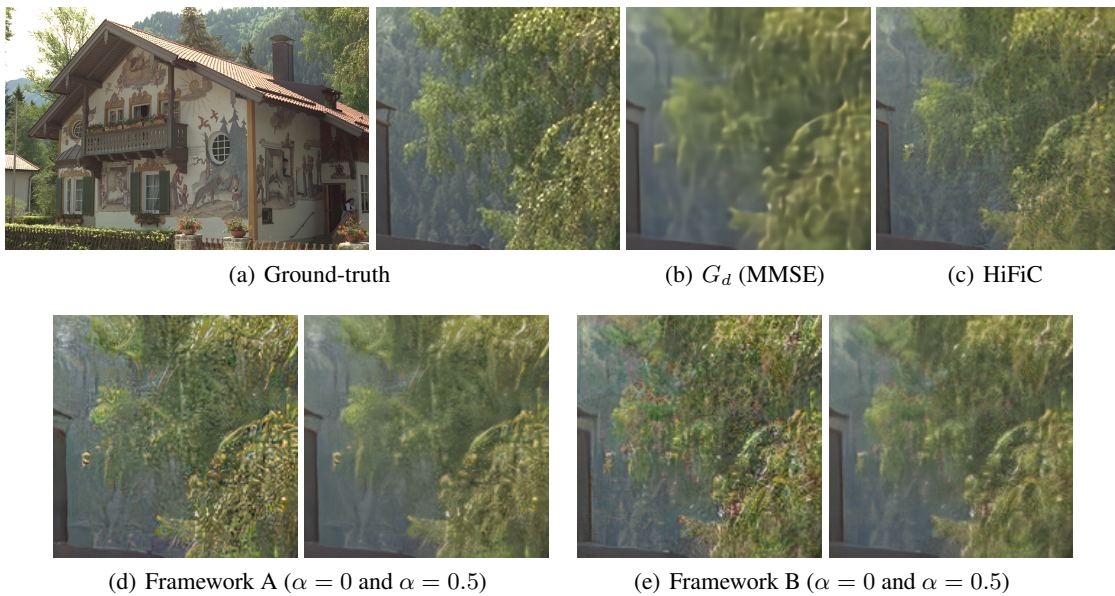 (a) Ground-truth
(b) G_d (MMSE)
(c) HiFiC
(d) Framework A (α = 0 and α = 0.5)
(e) Framework B (α = 0 and α = 0.5)